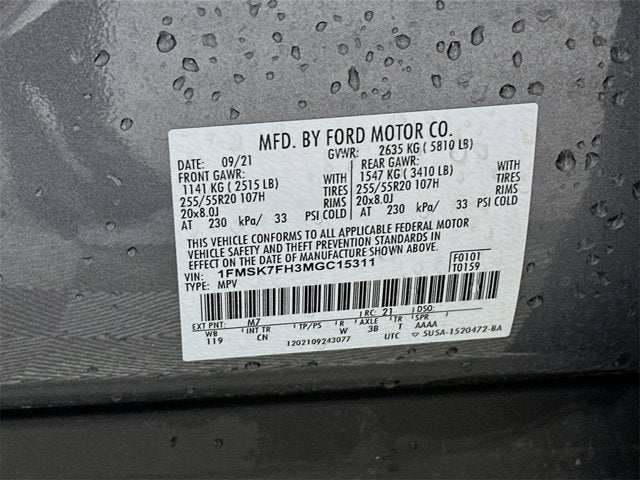 MFD. BY FORD MOTOR CO.
DATE: 09/21 GVWR: 2635 KG ( 5810 LB)
FRONT GAWR: REAR GAWR:
1141 KG ( 2515 LB) WITH 1547 KG ( 3410 LB) WITH
255/55R20 107H TIRES 255/55R20 107H TIRES
20x8.0J RIMS 20x8.0J RIMS
AT 230 kPa/ 33 PSI COLD AT 230 kPa/ 33 PSI COLD
THIS VEHICLE CONFORMS TO ALL APPLICABLE FEDERAL MOTOR
VEHICLE SAFETY AND THEFT PREVENTION STANDARDS IN
EFFECT ON THE DATE OF MANUFACTURE SHOWN ABOVE.
VIN: 1FMSK7FH3MGC15311 F0101
TYPE: MPV T0159
EXT PNT: M7 RC: 21 DSO:
WB INT TR TP/PS R AXLE TR SPR
119 CN W 3B T AAAA
1202109243077 UTC 5U5A-1520472-BA